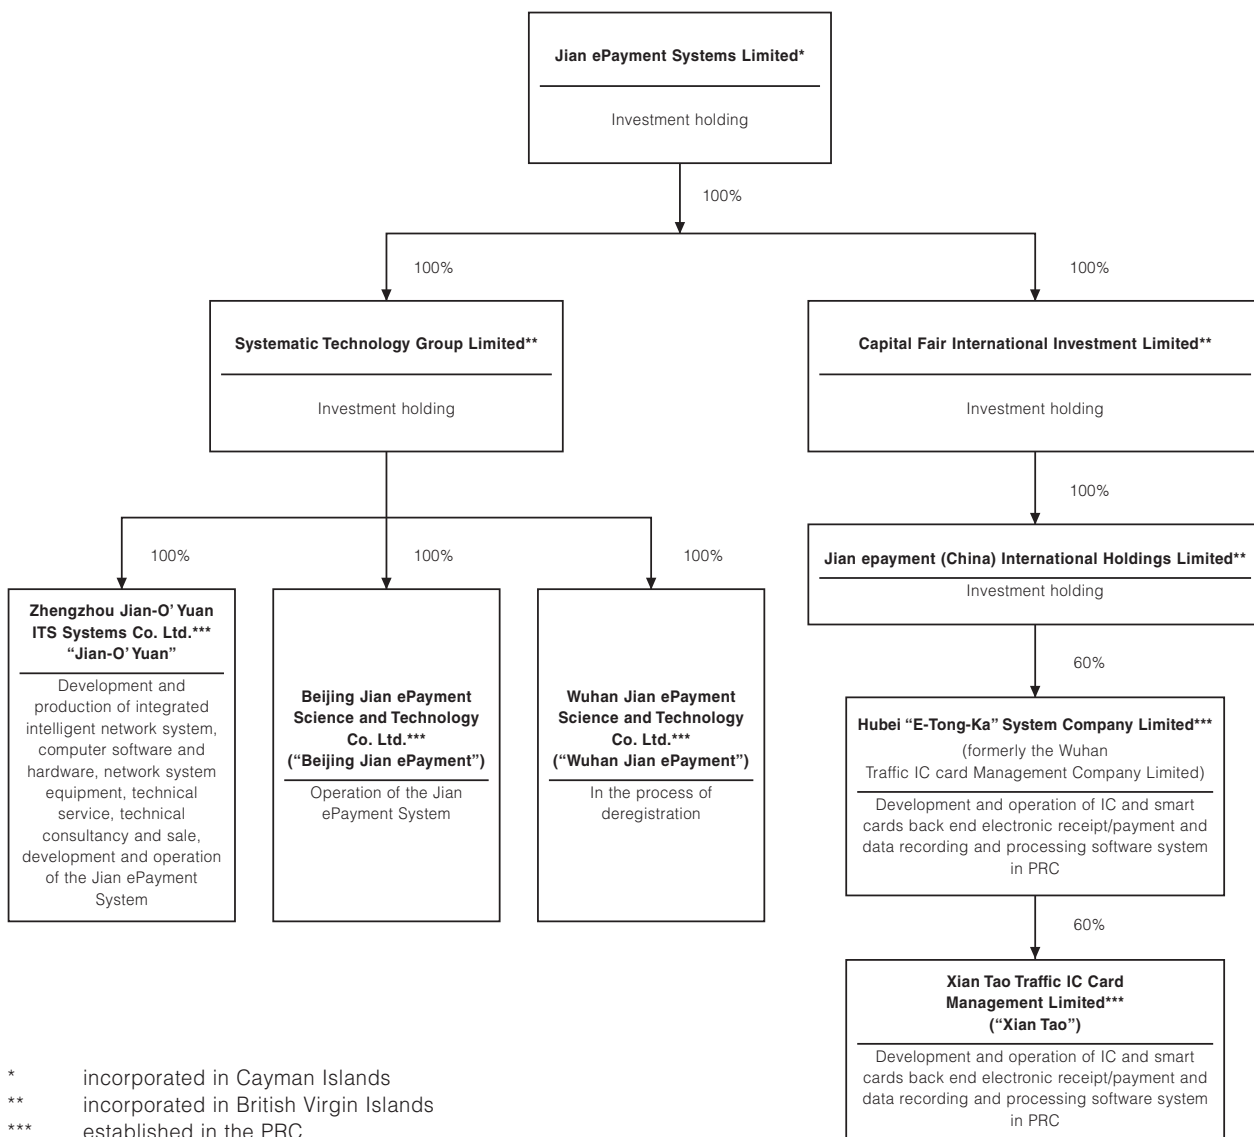 Jian ePayment Systems Limited*
Investment holding
100%
100%
100%
Systematic Technology Group Limited**
Investment holding
Capital Fair International Investment Limited**
Investment holding
100%
100%
100%
100%
Jian epayment (China) International Holdings Limited**
Investment holding
Zhengzhou Jian-O’ Yuan
ITS Systems Co. Ltd.***
“Jian-O’ Yuan”
Development and
production of integrated
intelligent network system,
computer software and
hardware, network system
equipment, technical
service, technical
consultancy and sale,
development and operation
of the Jian ePayment
System
Beijing Jian ePayment
Science and Technology
Co. Ltd.***
(“Beijing Jian ePayment”)
Operation of the Jian
ePayment System
Wuhan Jian ePayment
Science and Technology
Co. Ltd.***
(“Wuhan Jian ePayment”)
In the process of
deregistration
60%
Hubei “E-Tong-Ka” System Company Limited***
(formerly the Wuhan
Traffic IC card Management Company Limited)
Development and operation of IC and smart
cards back end electronic receipt/payment and
data recording and processing software system
in PRC
60%
Xian Tao Traffic IC Card
Management Limited***
(“Xian Tao”)
Development and operation of IC and smart
cards back end electronic receipt/payment and
data recording and processing software system
in PRC
* incorporated in Cayman Islands
** incorporated in British Virgin Islands
*** established in the PRC